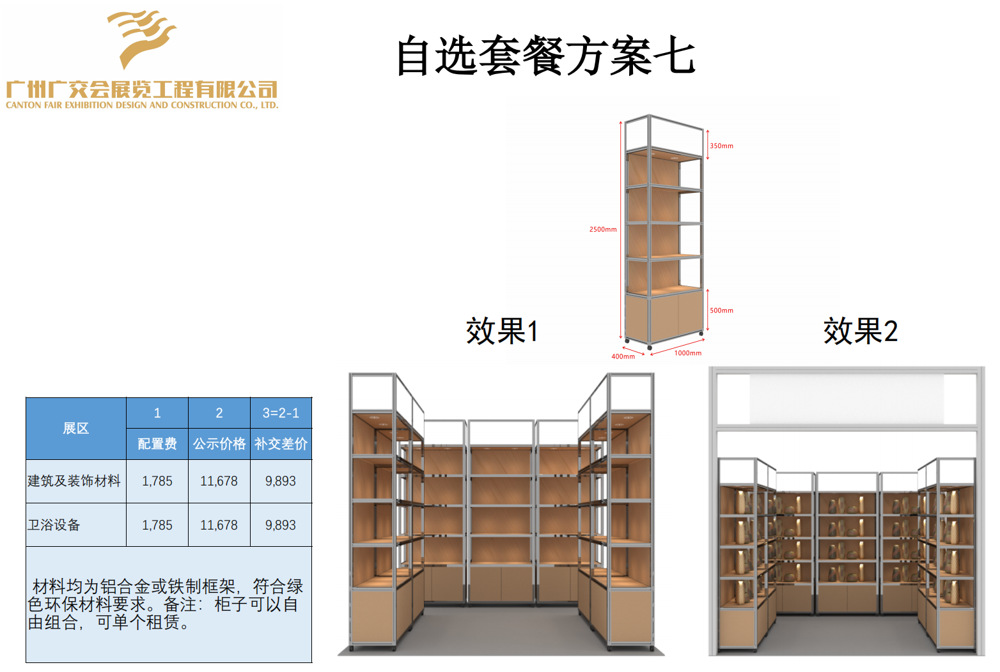 广州广交会展览工程有限公司
CANTON FAIR EXHIBITION DESIGN AND CONSTRUCTION CO., LTD.
自选套餐方案七
350mm
2500mm
500mm
400mm
1000mm
效果1
效果2
展区 1 2 3=2-1
配置费 公示价格 补交差价
建筑及装饰材料 1,785 11,678 9,893
卫浴设备 1,785 11,678 9,893
材料均为铝合金或铁制框架，符合绿
色环保材料要求。备注：柜子可以自
由组合，可单个租赁。